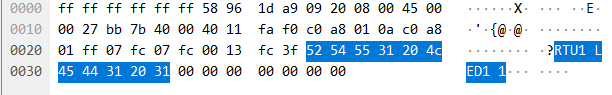 0000 ff ff ff ff ff ff 58 96 1d a9 09 20 08 00 45 00 ······X· ··· ··E·
0010 00 27 bb 7b 40 00 40 11 fa f0 c0 a8 01 0a c0 a8 ·'·{@·@· ········
0020 01 ff 07 fc 07 fc 00 13 fc 3f 52 54 55 31 20 4c ········ ·?RTU1 L
0030 45 44 31 20 31 00 00 00 00 00 00 00 ED1 1··· ····